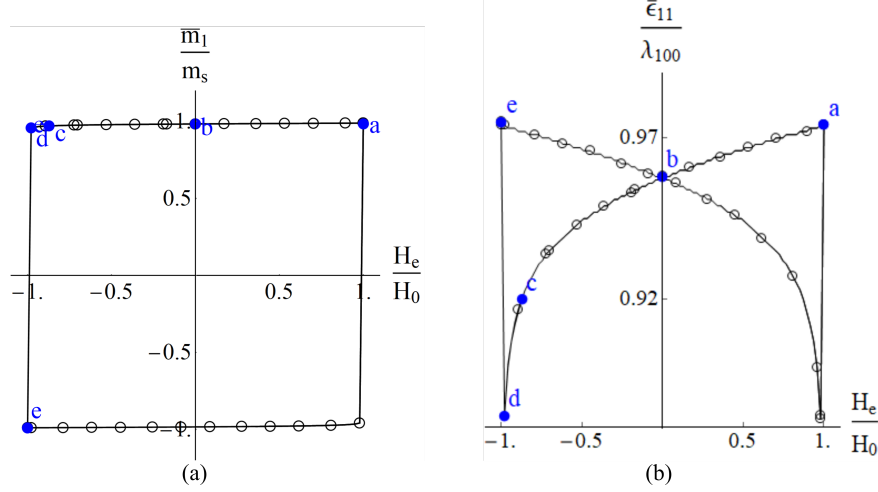 m̅₁
mₛ
e
d
c
1.
b
a
0.5
Hₑ
H₀
−1.
−0.5
0.5
1.
−0.5
e
−1.
(a)
ε̅₁₁
λ₁₀₀
e
a
0.97
b
c
0.92
d
Hₑ
H₀
−1.
−0.5
0.5
1.
(b)